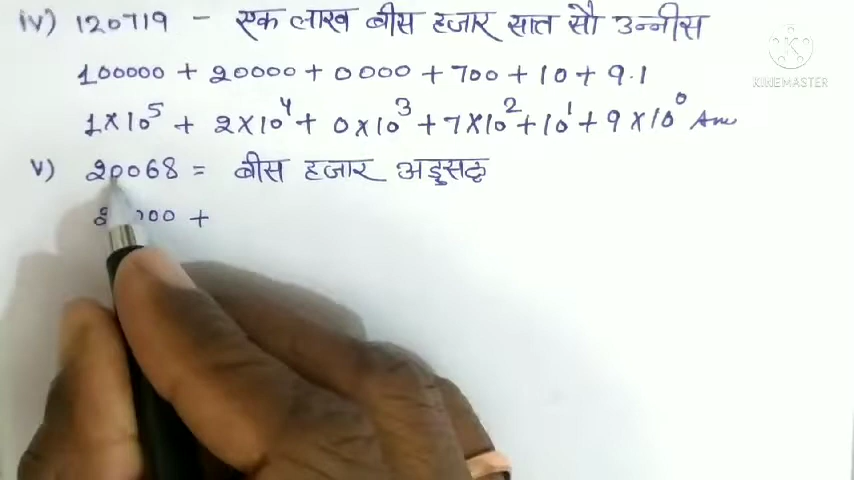 iv) 120719 - एक लाख बीस हजार सात सौ उन्नीस
100000 + 20000 + 0000 + 700 + 10 + 9.1
1×10⁵ + 2×10⁴ + 0×10³ + 7×10² + 10¹ + 9×10⁰ Ans
v) 20068 = बीस हजार अड़सठ
000 +
KINEMASTER